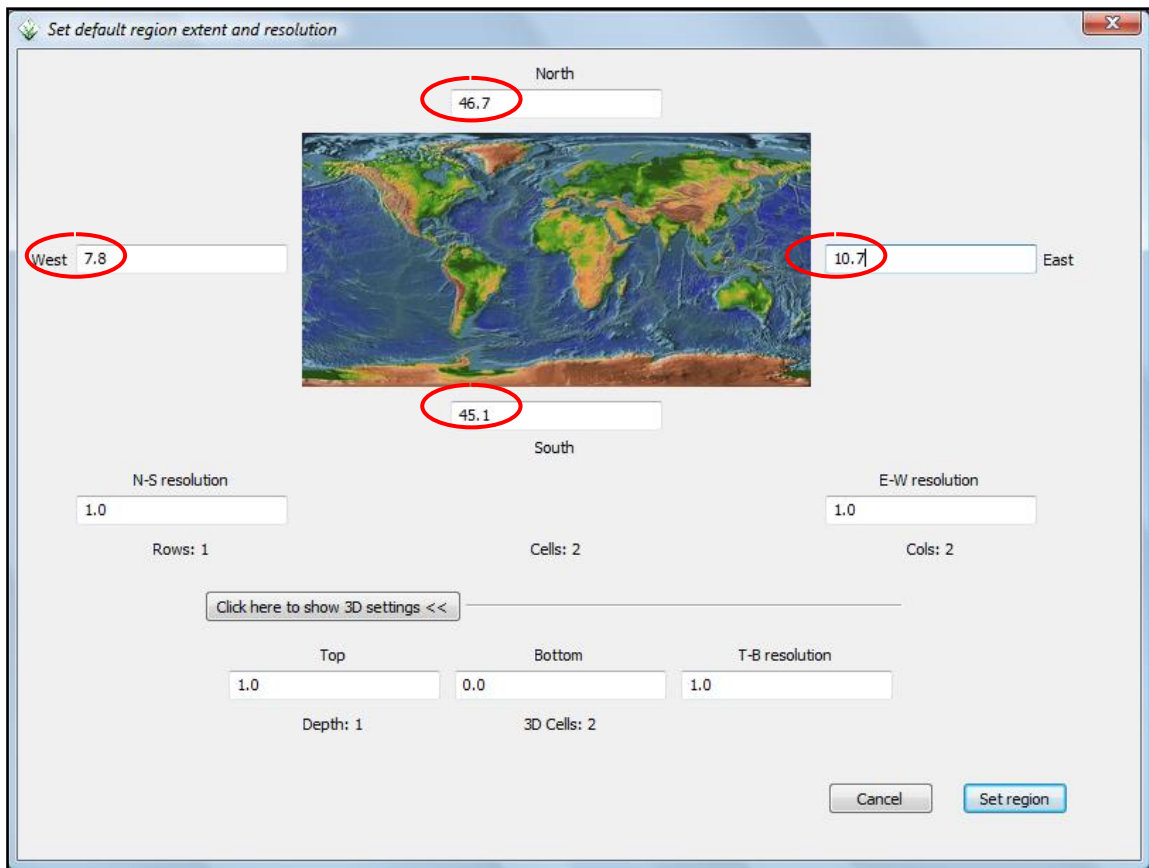 Set default region extent and resolution
North
46.7
West 7.8
10.7 East
45.1
South
N-S resolution
E-W resolution
1.0
1.0
Rows: 1
Cells: 2
Cols: 2
Click here to show 3D settings <<
Top
Bottom
T-B resolution
1.0
0.0
1.0
Depth: 1
3D Cells: 2
Cancel
Set region